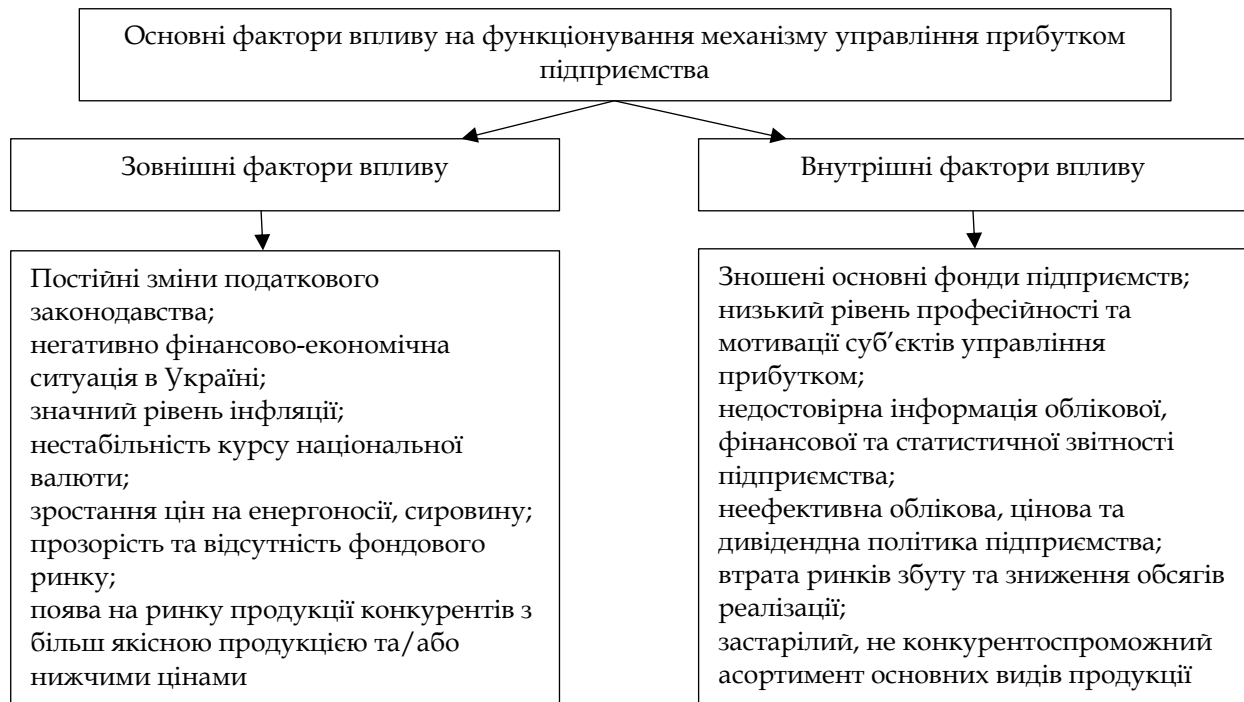 Основні фактори впливу на функціонування механізму управління прибутком
підприємства
Зовнішні фактори впливу
Внутрішні фактори впливу
Постійні зміни податкового
законодавства;
негативно фінансово-економічна
ситуація в Україні;
значний рівень інфляції;
нестабільність курсу національної
валюти;
зростання цін на енергоносії, сировину;
прозорість та відсутність фондового
ринку;
поява на ринку продукції конкурентів з
більш якісною продукцією та/або
нижчими цінами
Зношені основні фонди підприємств;
низький рівень професійності та
мотивації суб’єктів управління
прибутком;
недостовірна інформація облікової,
фінансової та статистичної звітності
підприємства;
неефективна облікова, цінова та
дивідендна політика підприємства;
втрата ринків збуту та зниження обсягів
реалізації;
застарілий, не конкурентоспроможний
асортимент основних видів продукції